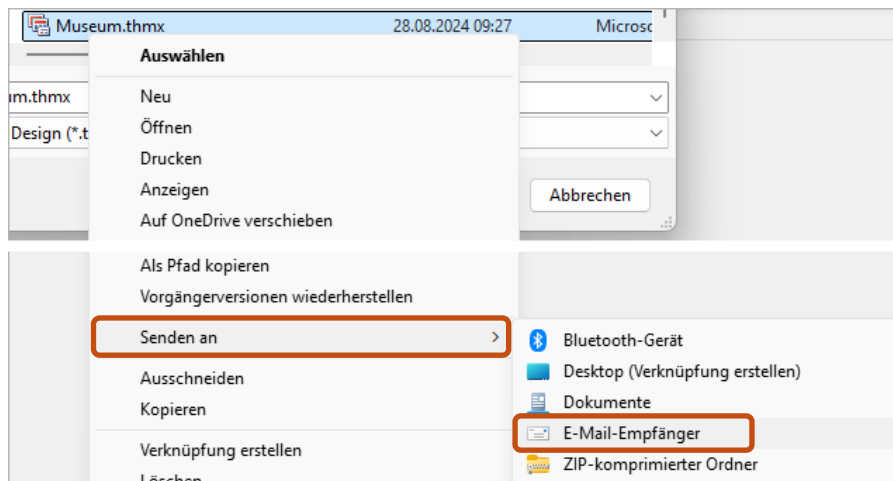 Museum.thmx 28.08.2024 09:27 Microsc
Auswählen
um.thmx Neu
Öffnen
Design (*.t
Drucken
Anzeigen
Abbrechen
Auf OneDrive verschieben
Als Pfad kopieren
Vorgängerversionen wiederherstellen
Senden an
Bluetooth-Gerät
Desktop (Verknüpfung erstellen)
Ausschneiden
Dokumente
Kopieren
E-Mail-Empfänger
Verknüpfung erstellen
ZIP-komprimierter Ordner
Löschen